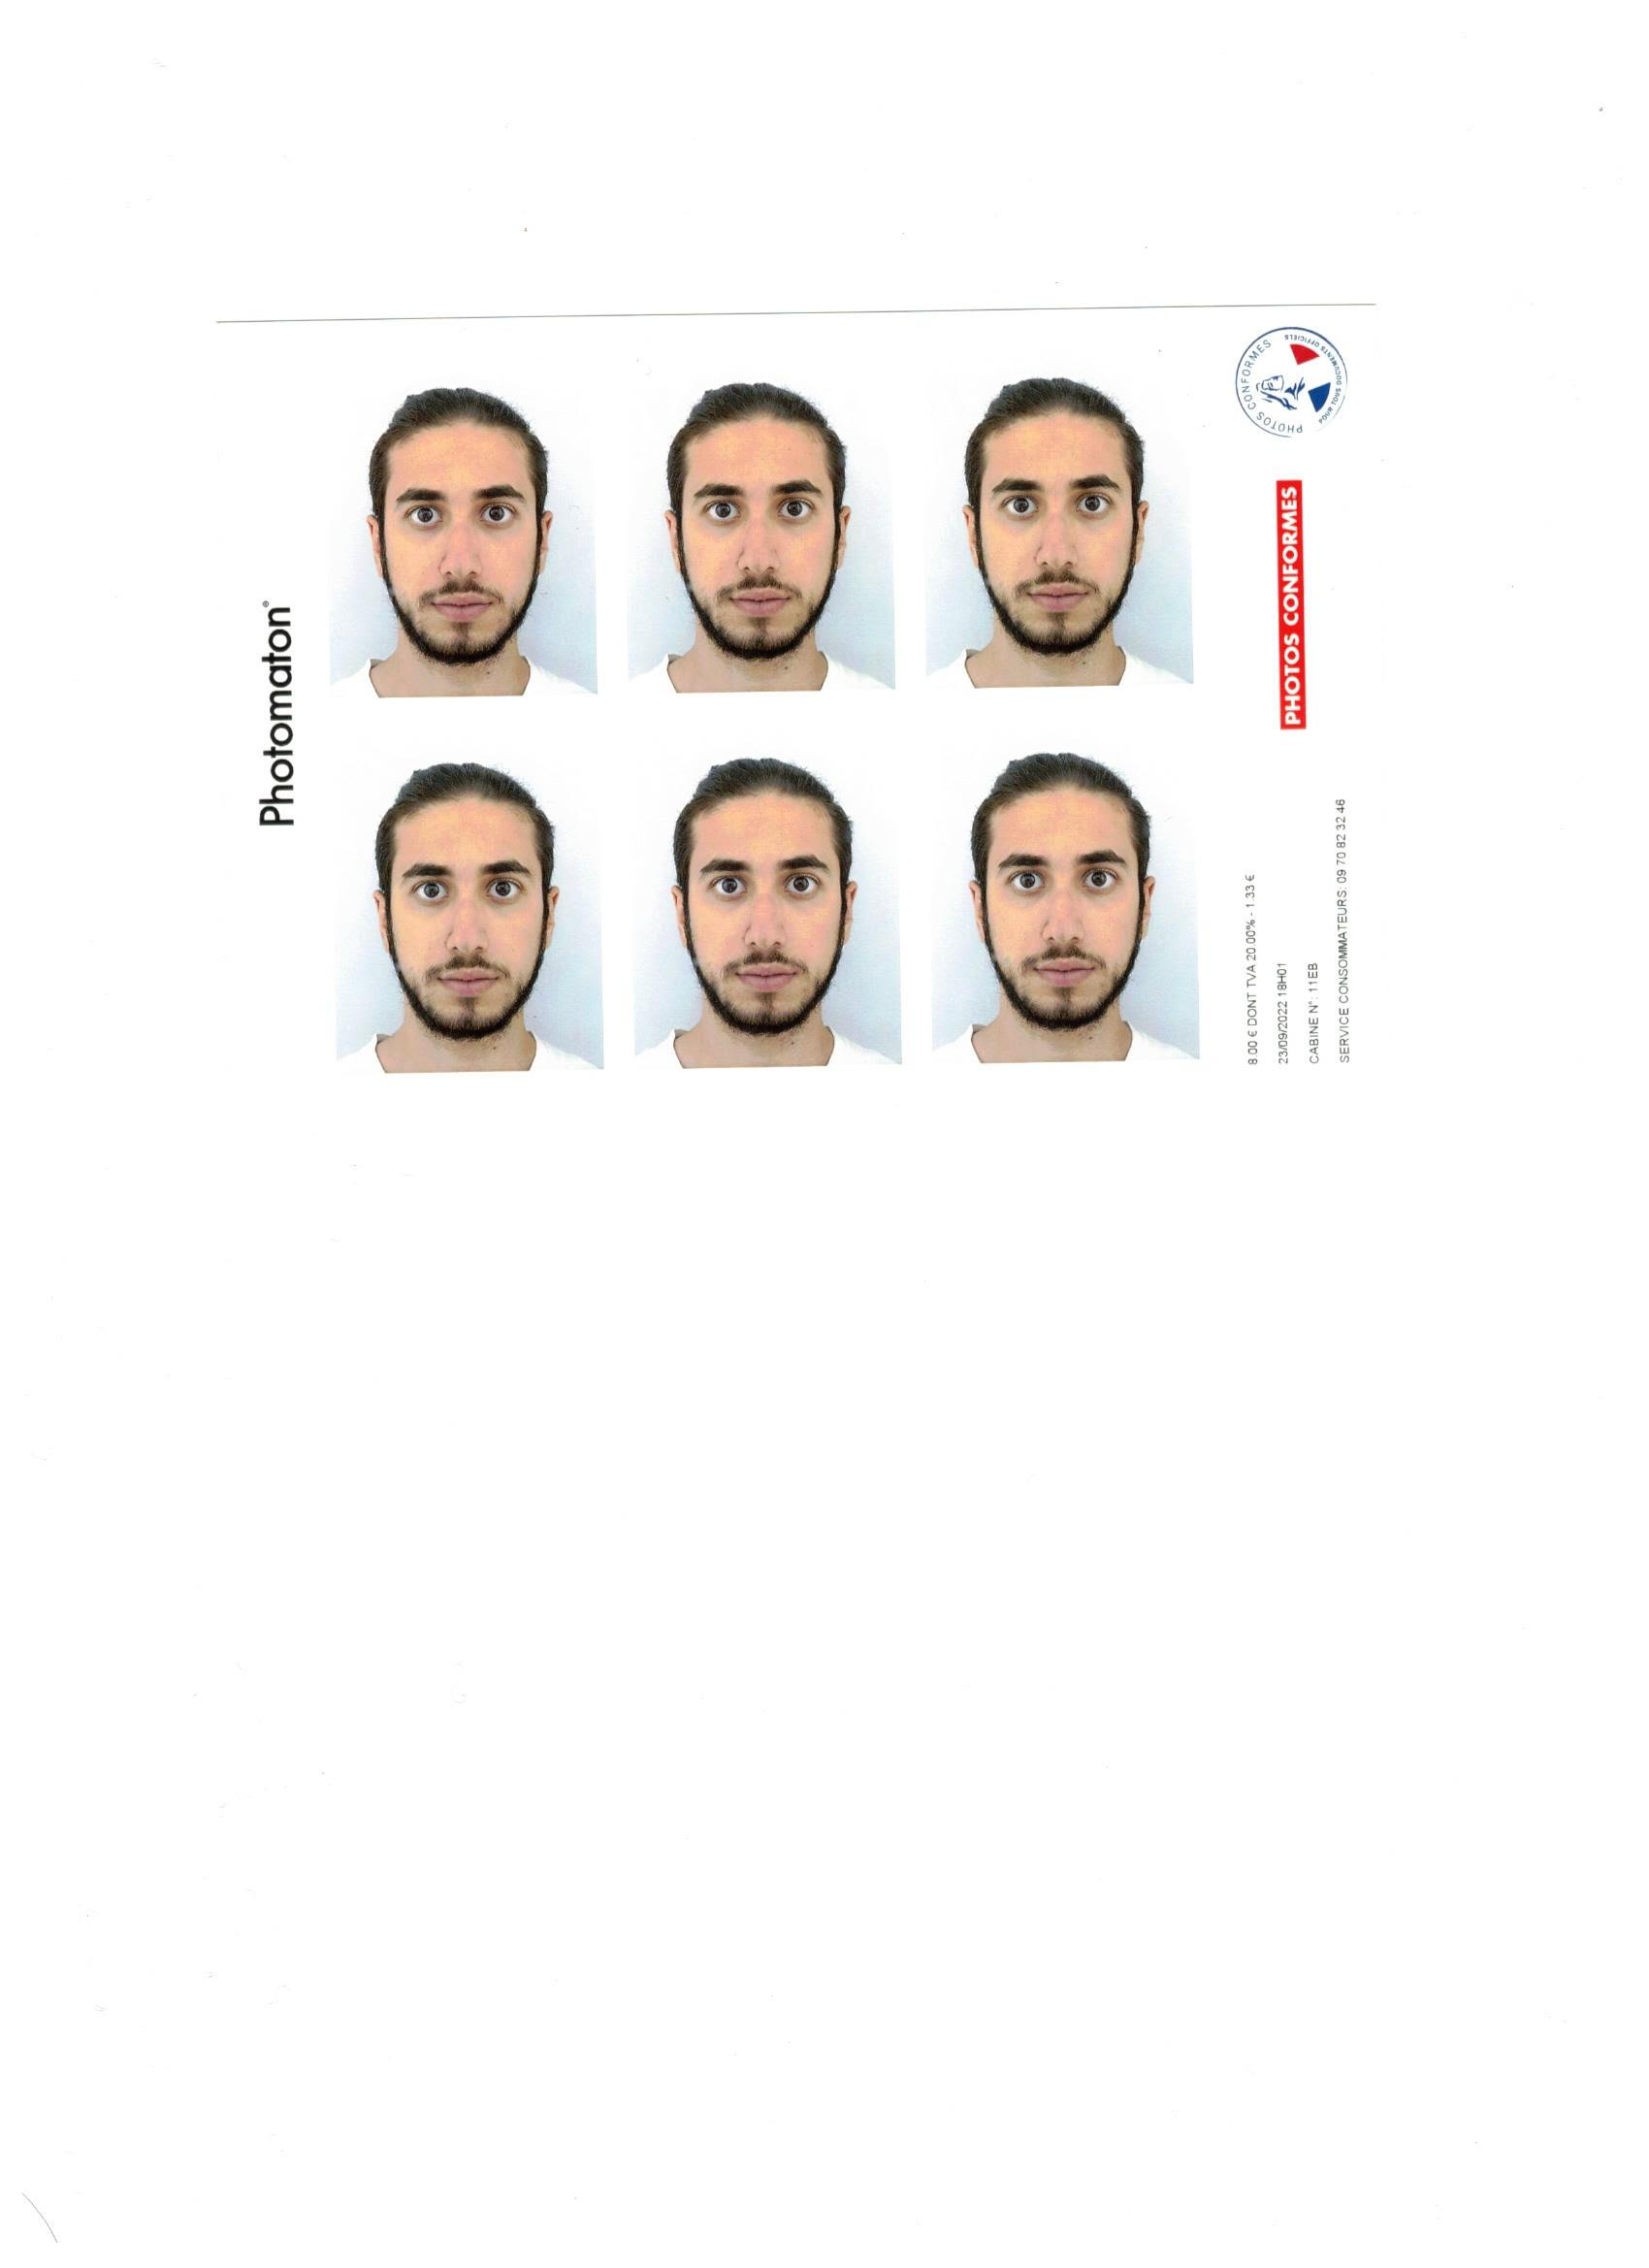 Photomaton®
PHOTOS CONFORMES
POUR TOUS DOCUMENTS OFFICIELS
PHOTOS CONFORMES
8.00 € DONT TVA 20.00% - 1.33 €
23/09/2022 18H01
CABINE N°: 11EB
SERVICE CONSOMMATEURS: 09 70 82 32 46